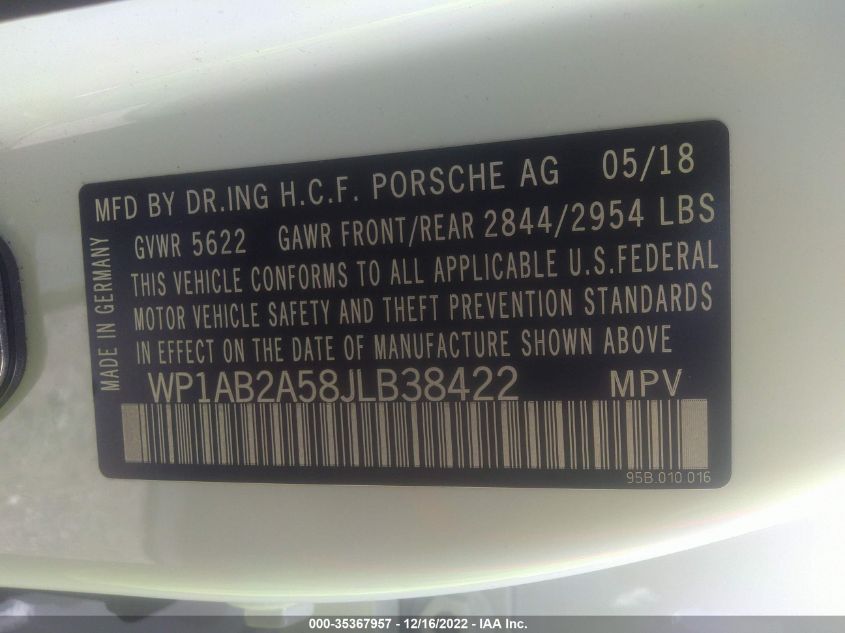 MFD BY DR.ING H.C.F. PORSCHE AG 05/18
GVWR 5622 GAWR FRONT/REAR 2844/2954 LBS
THIS VEHICLE CONFORMS TO ALL APPLICABLE U.S.FEDERAL
MOTOR VEHICLE SAFETY AND THEFT PREVENTION STANDARDS
IN EFFECT ON THE DATE OF MANUFACTURE SHOWN ABOVE
MADE IN GERMANY
WP1AB2A58JLB38422 MPV
95B.010.016
000-35367957 - 12/16/2022 - IAA Inc.